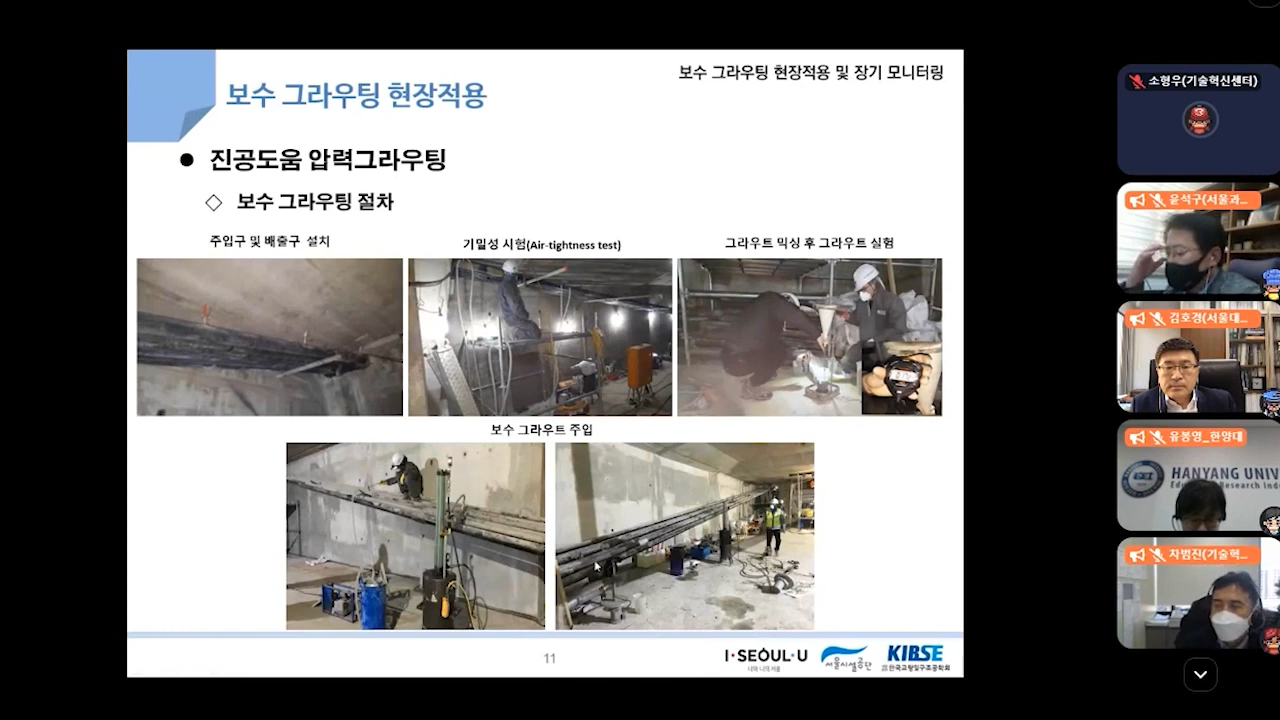 보수 그라우팅 현장적용 및 장기 모니터링
보수 그라우팅 현장적용
● 진공도움 압력그라우팅
◇ 보수 그라우팅 절차
주입구 및 배출구 설치
기밀성 시험(Air-tightness test)
그라우트 믹싱 후 그라우트 실험
보수 그라우트 주입
11
I·SEOUL·U
너와 나의 서울
서울시설공단
KIBSE
한국교량및구조공학회
소형우(기술혁신센터)
윤석구(서울과...
김호경(서울대...
유봉영_한양대
HANYANG UNIV
차범진(기술혁...